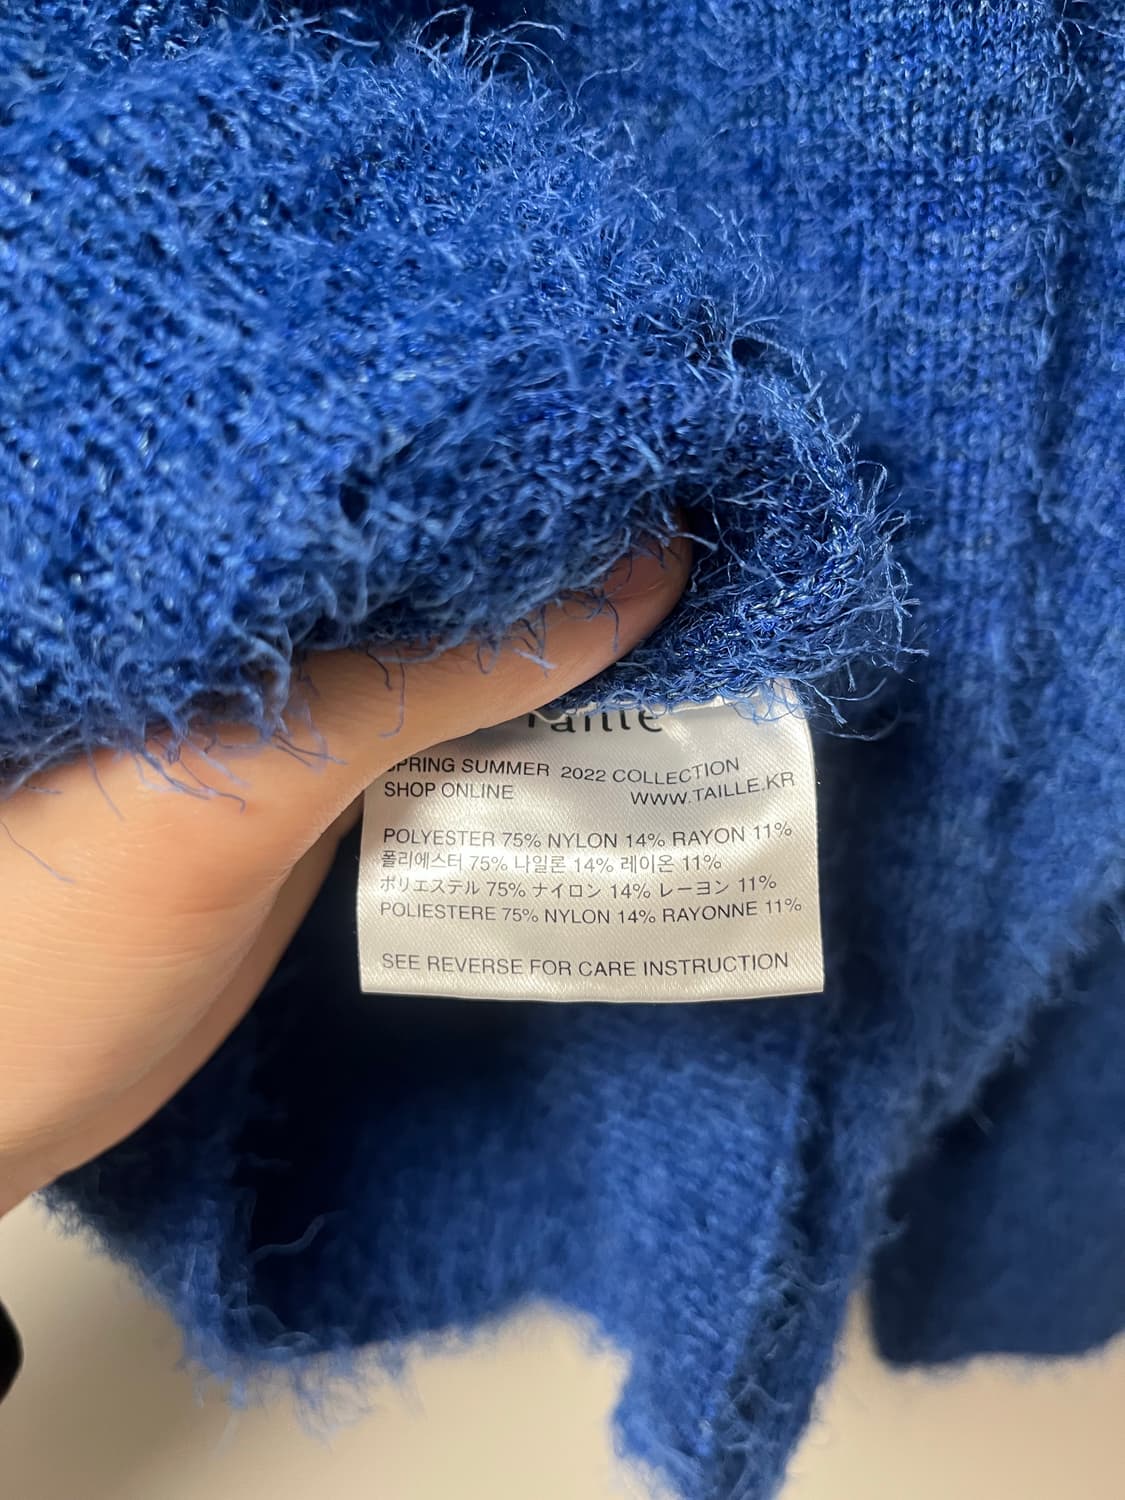 Taille
SPRING SUMMER 2022 COLLECTION
SHOP ONLINE WWW.TAILLE.KR
POLYESTER 75% NYLON 14% RAYON 11%
폴리에스터 75% 나일론 14% 레이온 11%
ポリエステル 75% ナイロン 14% レーヨン 11%
POLIESTERE 75% NYLON 14% RAYONNE 11%
SEE REVERSE FOR CARE INSTRUCTION